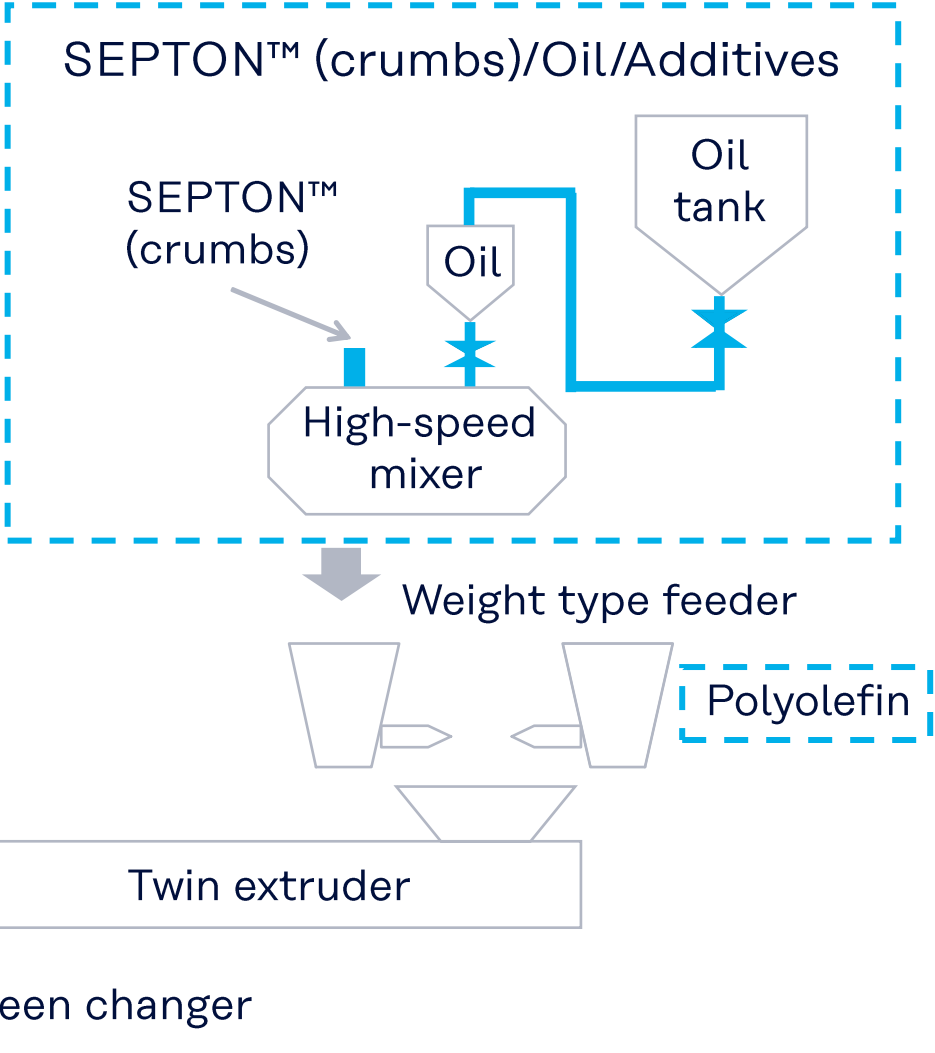 SEPTON™ (crumbs)/Oil/Additives
Oil
tank
SEPTON™
(crumbs)
Oil
High-speed
mixer
Weight type feeder
Polyolefin
Twin extruder
een changer